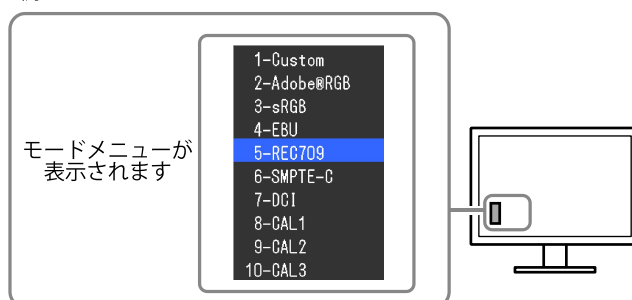 モードメニューが
表示されます
1-Custom
2-Adobe®RGB
3-sRGB
4-EBU
5-REC709
6-SMPTE-C
7-DCI
8-CAL1
9-CAL2
10-CAL3